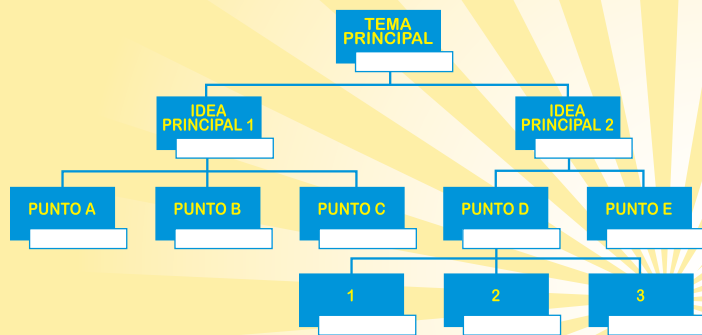 TEMA
PRINCIPAL
IDEA
PRINCIPAL 1
IDEA
PRINCIPAL 2
PUNTO A
PUNTO B
PUNTO C
PUNTO D
PUNTO E
1
2
3